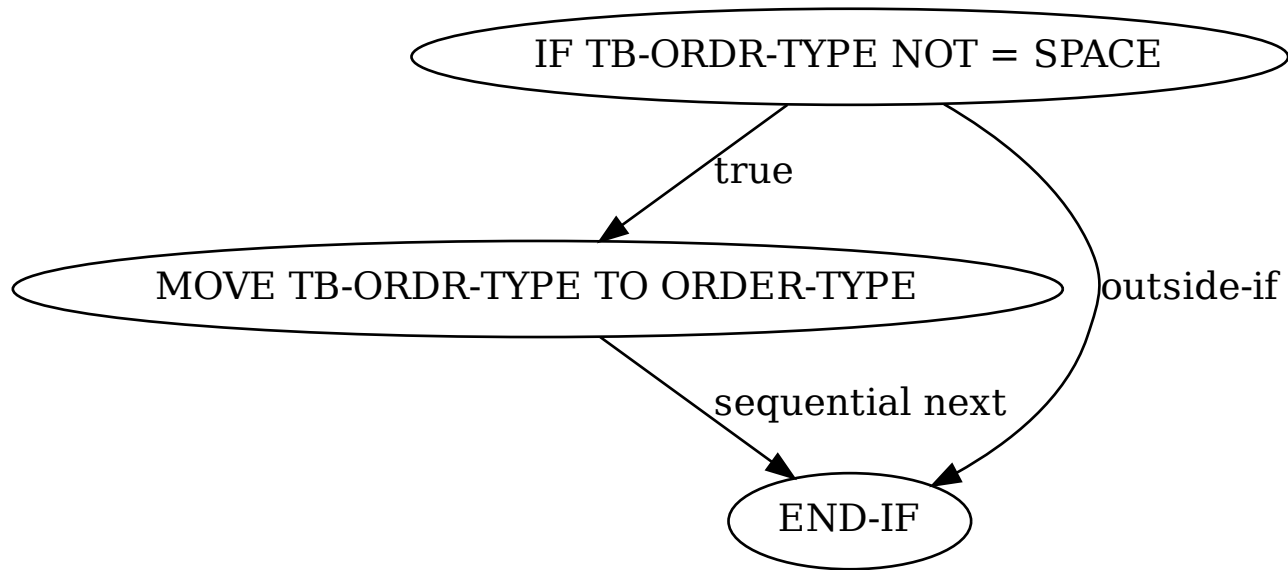 IF TB-ORDR-TYPE NOT = SPACE
true
MOVE TB-ORDR-TYPE TO ORDER-TYPE
outside-if
sequential next
END-IF